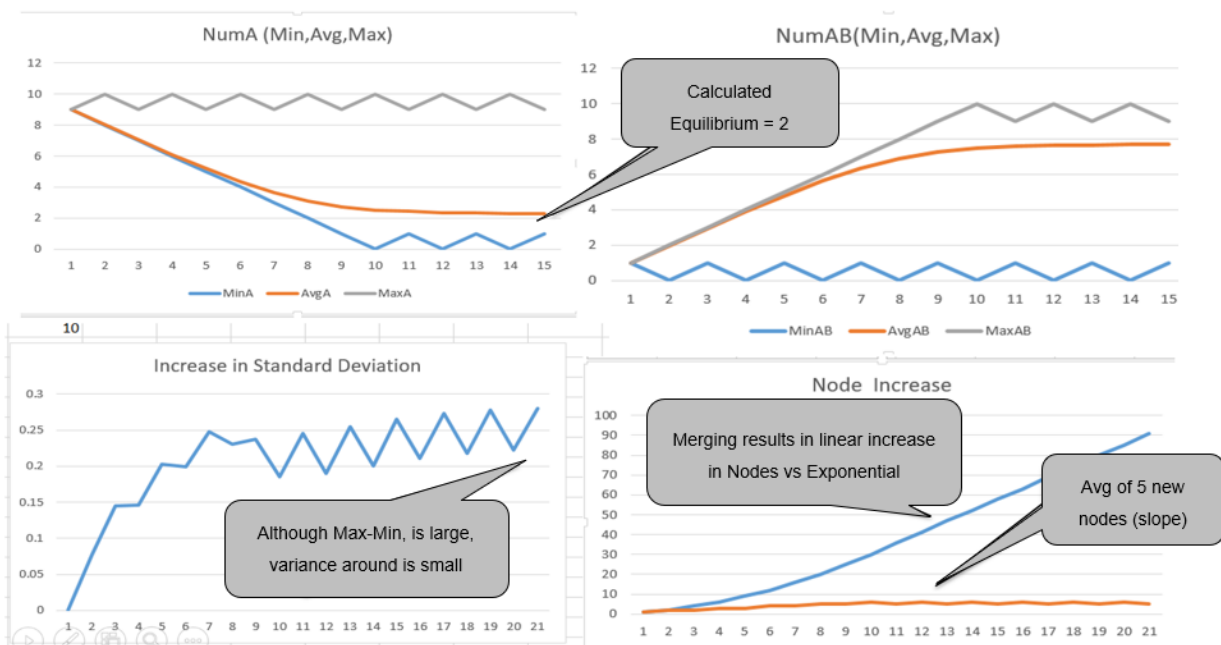 NumA (Min,Avg,Max)
12
10
8
6
4
2
0
1 2 3 4 5 6 7 8 9 10 11 12 13 14 15
MinA AvgA MaxA
Calculated
Equilibrium = 2
NumAB(Min,Avg,Max)
12
10
8
6
4
2
0
1 2 3 4 5 6 7 8 9 10 11 12 13 14 15
MinAB AvgAB MaxAB
10
Increase in Standard Deviation
0.3
0.25
0.2
0.15
0.1
0.05
0
1 2 3 4 5 6 7 8 9 10 11 12 13 14 15 16 17 18 19 20 21
Although Max-Min, is large,
variance around is small
Node Increase
100
90
80
70
60
50
40
30
20
10
0
1 2 3 4 5 6 7 8 9 10 11 12 13 14 15 16 17 18 19 20 21
Merging results in linear increase
in Nodes vs Exponential
Avg of 5 new
nodes (slope)